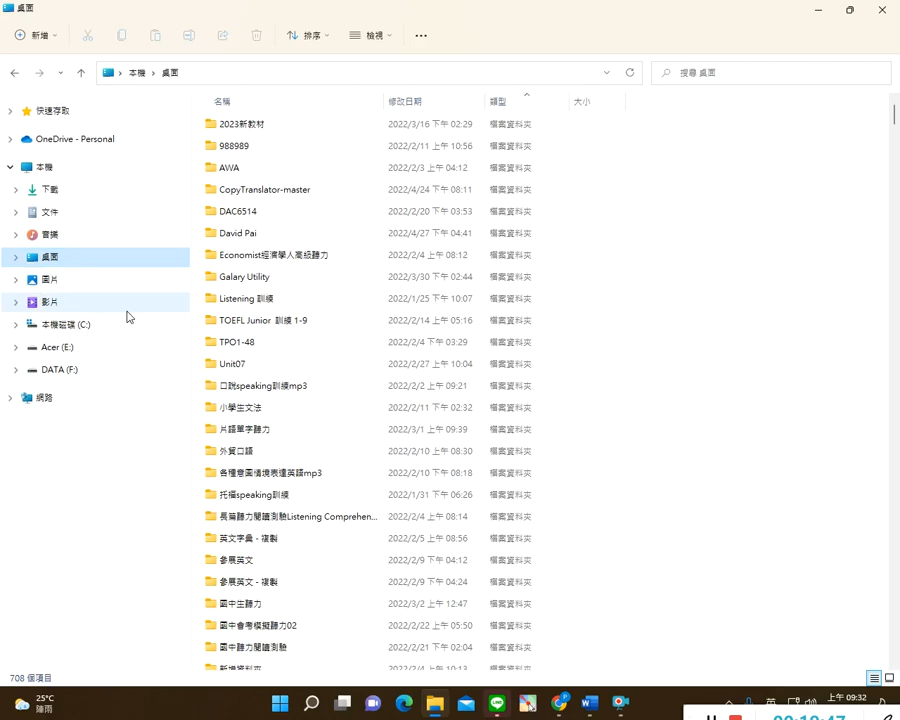 桌面
新增
排序
檢視
本機 > 桌面
搜尋 桌面
快速存取
OneDrive - Personal
本機
下載
文件
音樂
桌面
圖片
影片
本機磁碟 (C:)
Acer (E:)
DATA (F:)
網路
名稱 修改日期 類型 大小
2023新教材 2022/3/16 下午 02:29 檔案資料夾
988989 2022/2/11 上午 10:56 檔案資料夾
AWA 2022/2/3 上午 04:12 檔案資料夾
CopyTranslator-master 2022/4/24 下午 08:11 檔案資料夾
DAC6514 2022/2/20 下午 03:53 檔案資料夾
David Pai 2022/4/27 下午 04:41 檔案資料夾
Economist經濟學人高級聽力 2022/2/4 下午 08:12 檔案資料夾
Galary Utility 2022/3/30 下午 02:44 檔案資料夾
Listening 訓練 2022/1/25 下午 10:07 檔案資料夾
TOEFL Junior 訓練 1-9 2022/2/14 下午 05:16 檔案資料夾
TPO1-48 2022/2/4 下午 03:29 檔案資料夾
Unit07 2022/2/27 上午 10:04 檔案資料夾
口說speaking訓練mp3 2022/2/2 上午 09:21 檔案資料夾
小學生文法 2022/2/11 下午 02:32 檔案資料夾
片語單字聽力 2022/3/1 上午 09:39 檔案資料夾
外貿口語 2022/2/10 上午 08:30 檔案資料夾
各種意圖情境表達英語mp3 2022/2/10 下午 08:18 檔案資料夾
托福speaking訓練 2022/1/31 下午 06:26 檔案資料夾
長篇聽力閱讀測驗Listening Comprehen... 2022/2/4 上午 08:14 檔案資料夾
英文字彙 - 複製 2022/2/5 上午 08:56 檔案資料夾
參展英文 2022/2/9 下午 04:12 檔案資料夾
參展英文 - 複製 2022/2/9 下午 04:24 檔案資料夾
國中生聽力 2022/3/2 上午 12:47 檔案資料夾
國中會考模擬聽力02 2022/2/22 上午 05:50 檔案資料夾
國中聽力閱讀測驗 2022/2/21 下午 02:04 檔案資料夾
新增資料夾 2022/2/4 上午 10:13 檔案資料夾
708 個項目
25°C
陣雨
英
上午 09:32